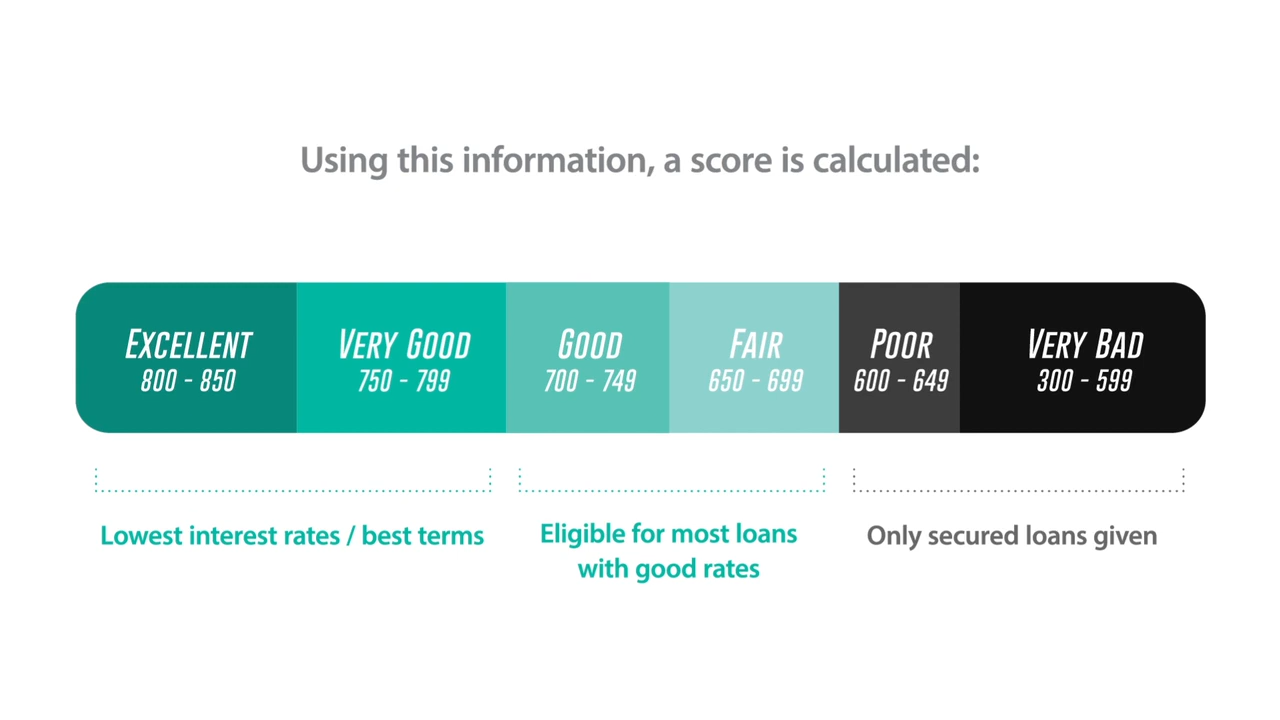 Using this information, a score is calculated:
EXCELLENT
800 - 850
VERY GOOD
750 - 799
GOOD
700 - 749
FAIR
650 - 699
POOR
600 - 649
VERY BAD
300 - 599
Lowest interest rates / best terms
Eligible for most loans
with good rates
Only secured loans given